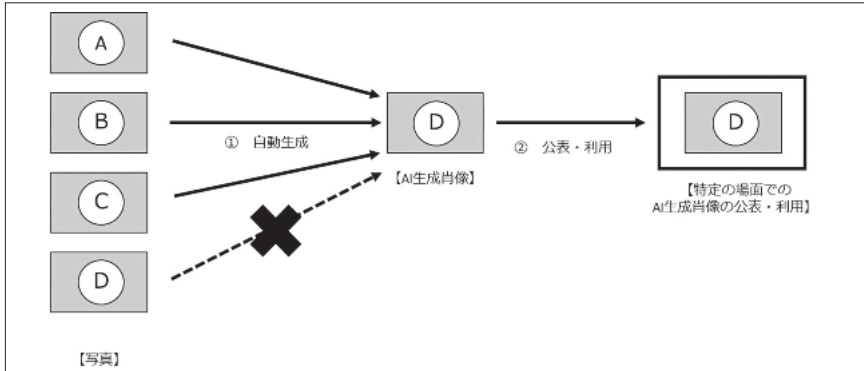 A
B
C
D
【写真】
① 自動生成
D
【AI生成肖像】
② 公表・利用
D
【特定の場面での
AI生成肖像の公表・利用】